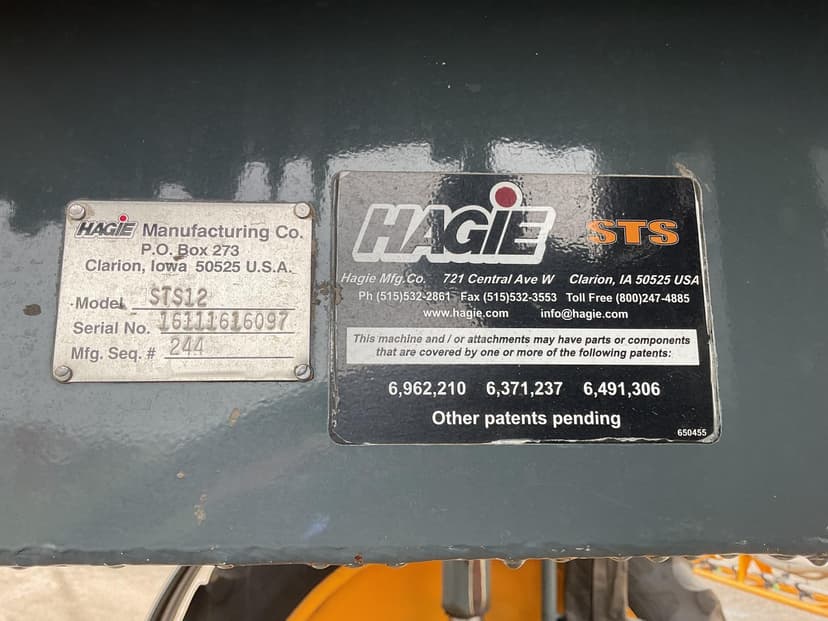 HAGIE Manufacturing Co.
P.O. Box 273
Clarion, Iowa 50525 U.S.A.
Model STS12
Serial No. 16111616097
Mfg. Seq. # 244
HAGIE STS
Hagie Mfg.Co. 721 Central Ave W Clarion, IA 50525 USA
Ph (515)532-2861 Fax (515)532-3553 Toll Free (800)247-4885
www.hagie.com info@hagie.com
This machine and / or attachments may have parts or components
that are covered by one or more of the following patents:
6,962,210 6,371,237 6,491,306
Other patents pending
650455